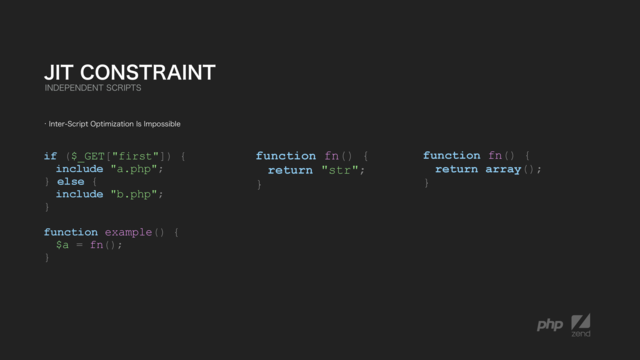 JIT CONSTRAINT
INDEPENDENT SCRIPTS
· Inter-Script Optimization Is Impossible
if ($_GET["first"]) {
include "a.php";
} else {
include "b.php";
}
function example() {
$a = fn();
}
function fn() {
return "str";
}
function fn() {
return array();
}
php
zend